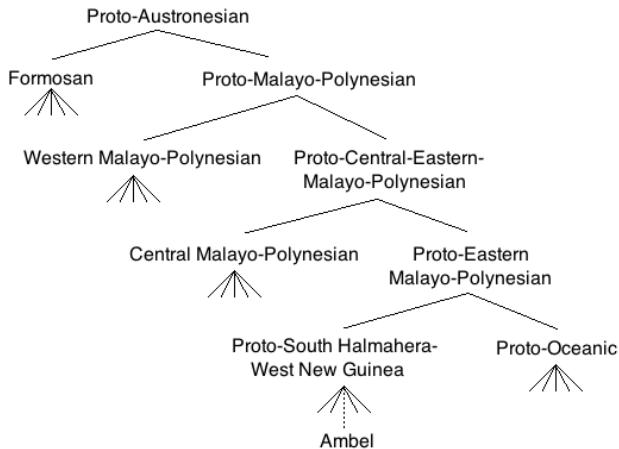 Proto-Austronesian
Formosan
Proto-Malayo-Polynesian
Western Malayo-Polynesian
Proto-Central-Eastern-
Malayo-Polynesian
Central Malayo-Polynesian
Proto-Eastern
Malayo-Polynesian
Proto-South Halmahera-
West New Guinea
Proto-Oceanic
Ambel